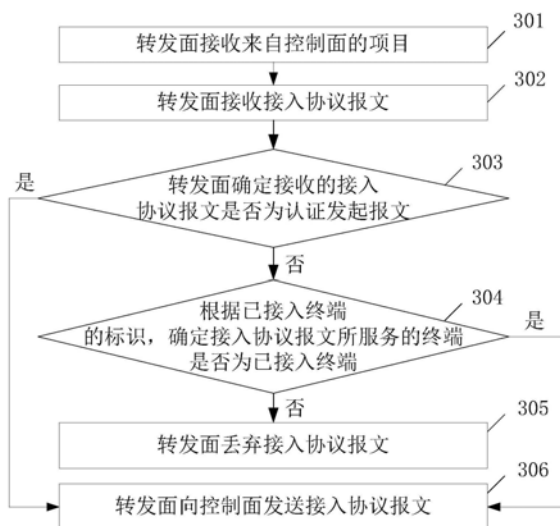 301
转发面接收来自控制面的项目
302
转发面接收接入协议报文
303
是
转发面确定接收的接入
协议报文是否为认证发起报文
否
304
根据已接入终端
的标识，确定接入协议报文所服务的终端
是否为已接入终端
是
否
305
转发面丢弃接入协议报文
306
转发面向控制面发送接入协议报文